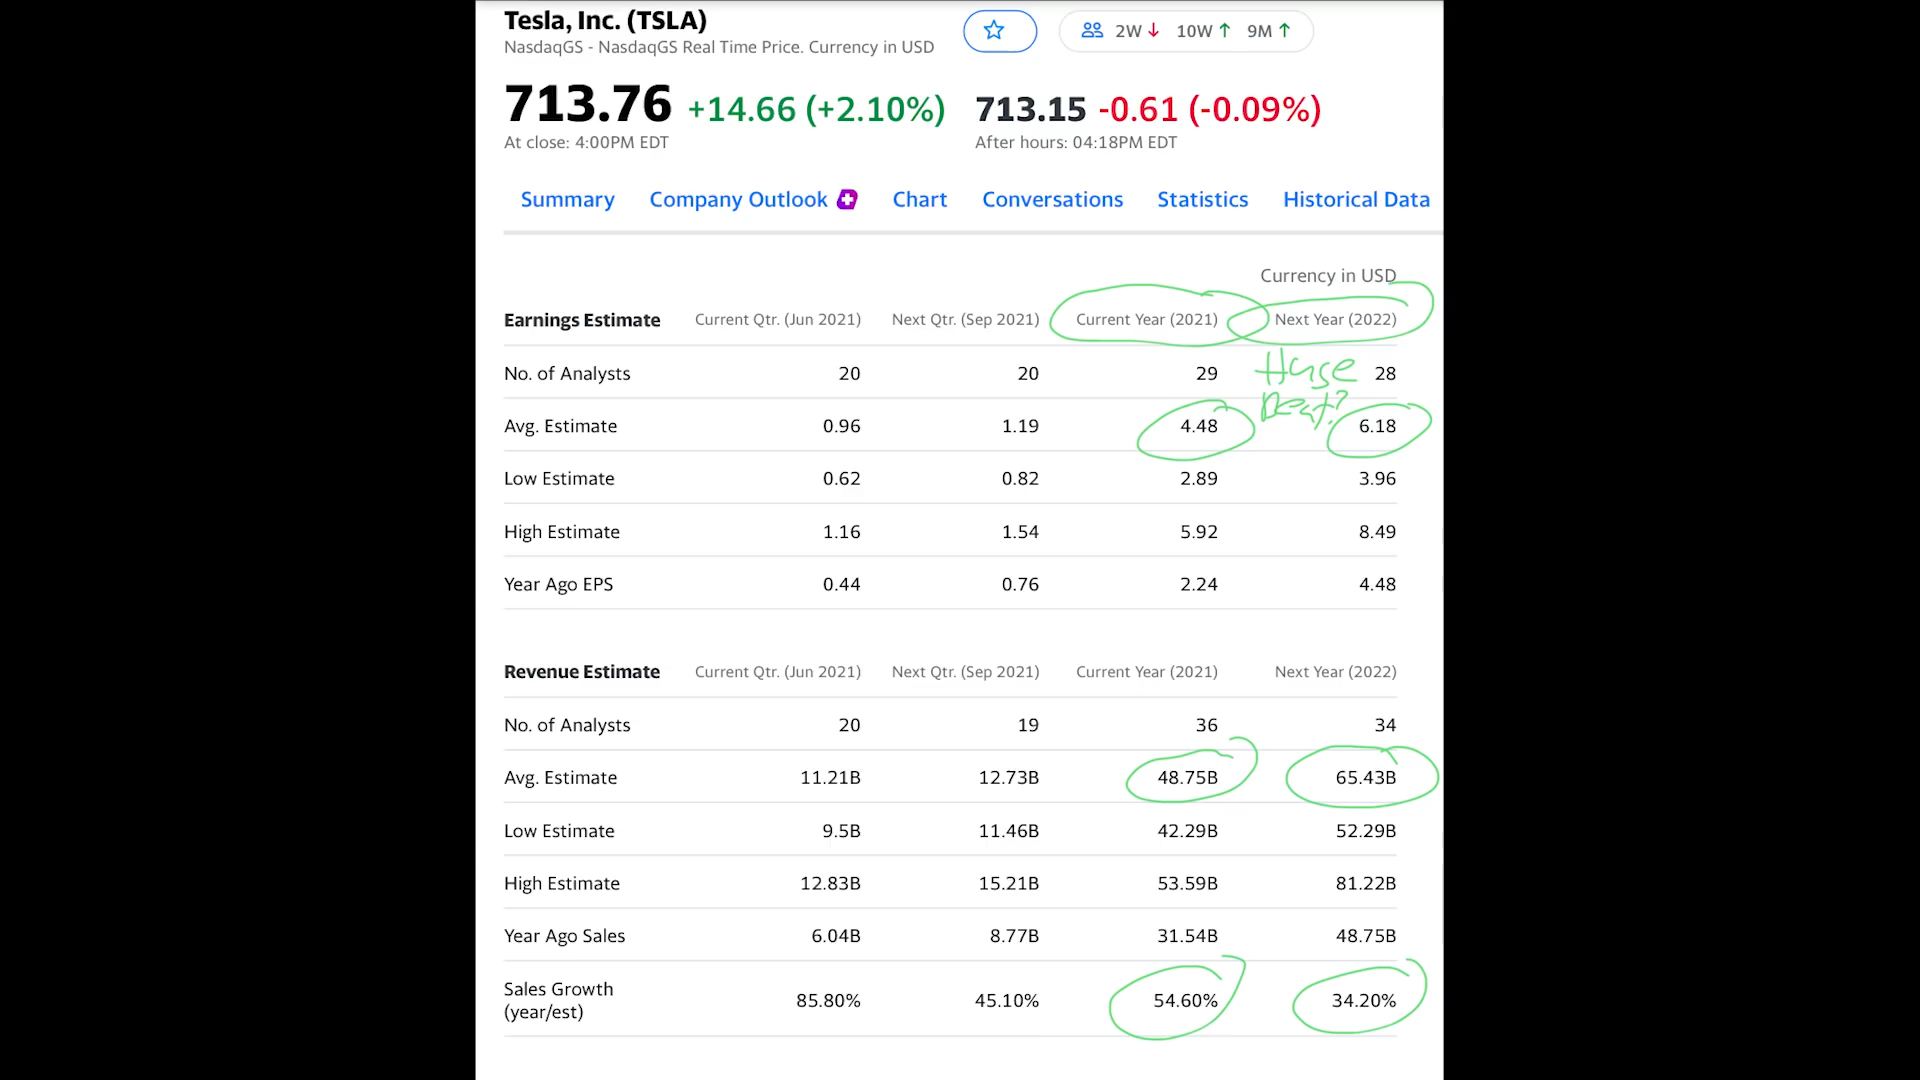 Tesla, Inc. (TSLA)
NasdaqGS - NasdaqGS Real Time Price. Currency in USD
2W 10W 9M
713.76 +14.66 (+2.10%) 713.15 -0.61 (-0.09%)
At close: 4:00PM EDT After hours: 04:18PM EDT
Summary Company Outlook Chart Conversations Statistics Historical Data
Currency in USD
Earnings Estimate Current Qtr. (Jun 2021) Next Qtr. (Sep 2021) Current Year (2021) Next Year (2022)
No. of Analysts 20 20 29 28
Huge
Beat?
Avg. Estimate 0.96 1.19 4.48 6.18
Low Estimate 0.62 0.82 2.89 3.96
High Estimate 1.16 1.54 5.92 8.49
Year Ago EPS 0.44 0.76 2.24 4.48
Revenue Estimate Current Qtr. (Jun 2021) Next Qtr. (Sep 2021) Current Year (2021) Next Year (2022)
No. of Analysts 20 19 36 34
Avg. Estimate 11.21B 12.73B 48.75B 65.43B
Low Estimate 9.5B 11.46B 42.29B 52.29B
High Estimate 12.83B 15.21B 53.59B 81.22B
Year Ago Sales 6.04B 8.77B 31.54B 48.75B
Sales Growth
(year/est) 85.80% 45.10% 54.60% 34.20%